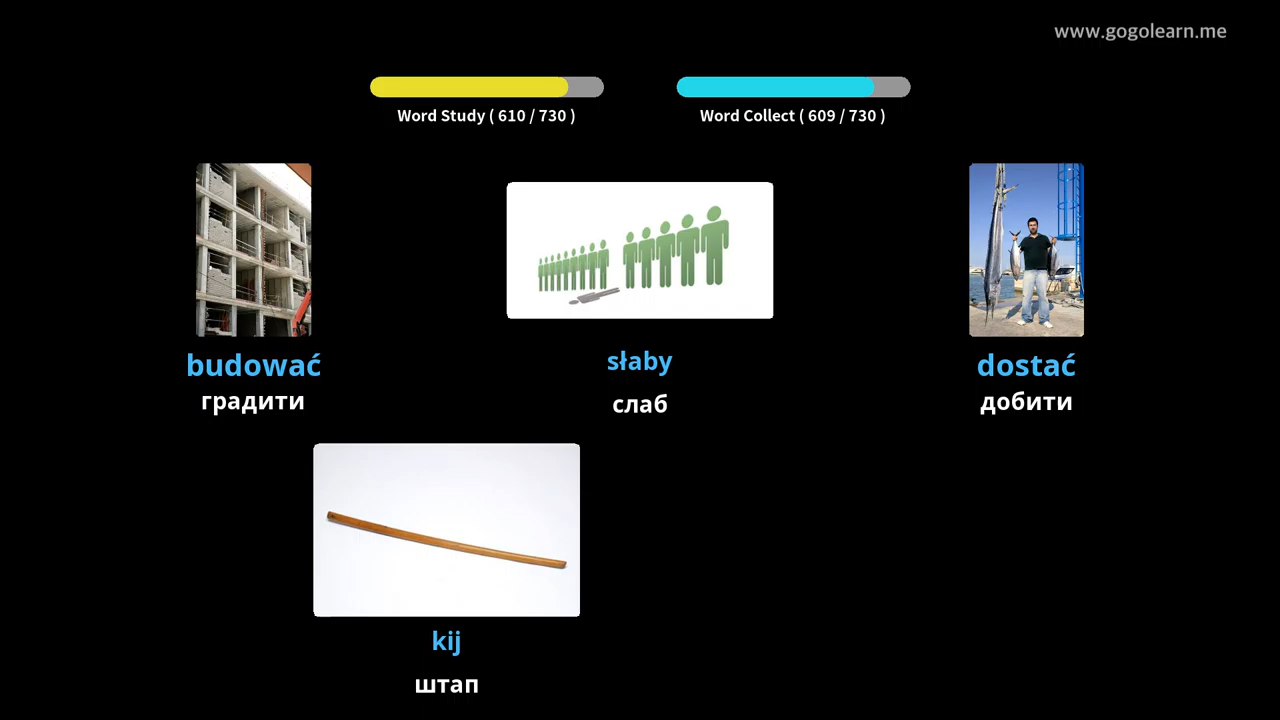 www.gogolearn.me
Word Study ( 610 / 730 )
Word Collect ( 609 / 730 )
budować
градити
słaby
слаб
dostać
добити
kij
штап